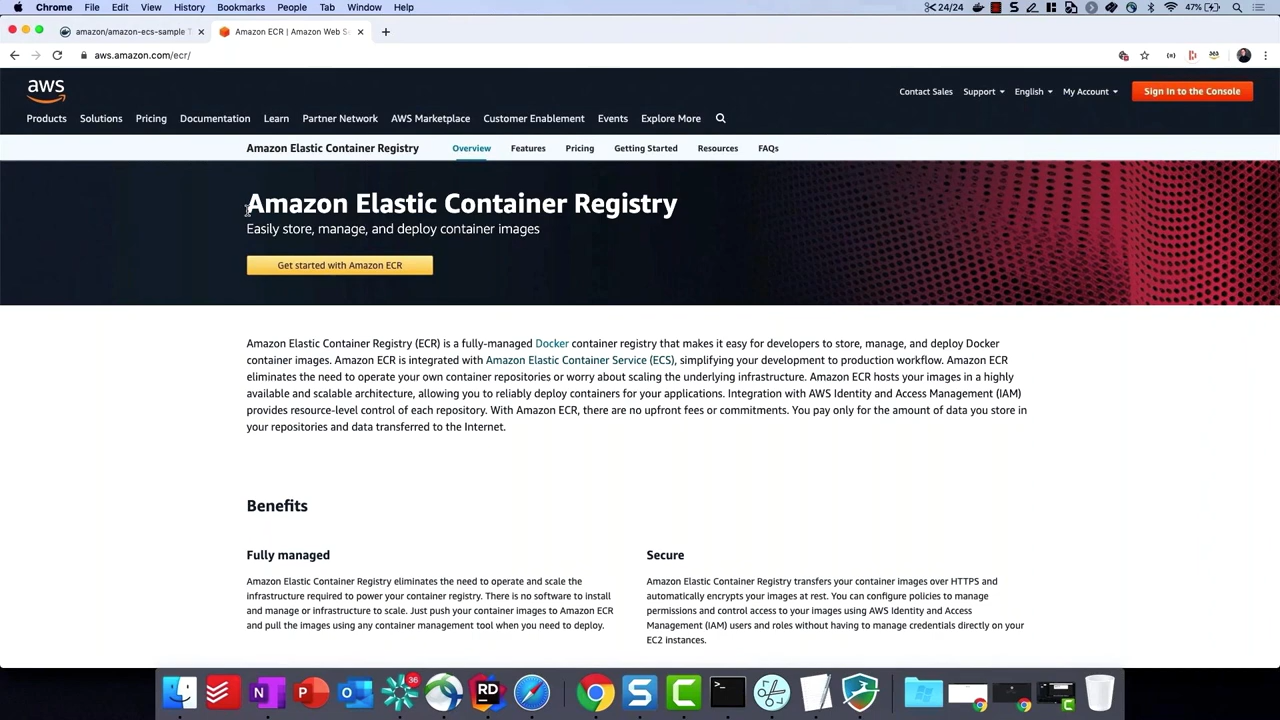 Chrome File Edit View History Bookmarks People Tab Window Help 24/24 47%
amazon/amazon-ecs-sample Amazon ECR | Amazon Web S
aws.amazon.com/ecr/
aws
Contact Sales Support English My Account Sign In to the Console
Products Solutions Pricing Documentation Learn Partner Network AWS Marketplace Customer Enablement Events Explore More
Amazon Elastic Container Registry Overview Features Pricing Getting Started Resources FAQs
Amazon Elastic Container Registry
Easily store, manage, and deploy container images
Get started with Amazon ECR
Amazon Elastic Container Registry (ECR) is a fully-managed Docker container registry that makes it easy for developers to store, manage, and deploy Docker
container images. Amazon ECR is integrated with Amazon Elastic Container Service (ECS), simplifying your development to production workflow. Amazon ECR
eliminates the need to operate your own container repositories or worry about scaling the underlying infrastructure. Amazon ECR hosts your images in a highly
available and scalable architecture, allowing you to reliably deploy containers for your applications. Integration with AWS Identity and Access Management (IAM)
provides resource-level control of each repository. With Amazon ECR, there are no upfront fees or commitments. You pay only for the amount of data you store in
your repositories and data transferred to the Internet.
Benefits
Fully managed
Amazon Elastic Container Registry eliminates the need to operate and scale the
infrastructure required to power your container registry. There is no software to install
and manage or infrastructure to scale. Just push your container images to Amazon ECR
and pull the images using any container management tool when you need to deploy.
Secure
Amazon Elastic Container Registry transfers your container images over HTTPS and
automatically encrypts your images at rest. You can configure policies to manage
permissions and control access to your images using AWS Identity and Access
Management (IAM) users and roles without having to manage credentials directly on your
EC2 instances.
36
N P RD S C